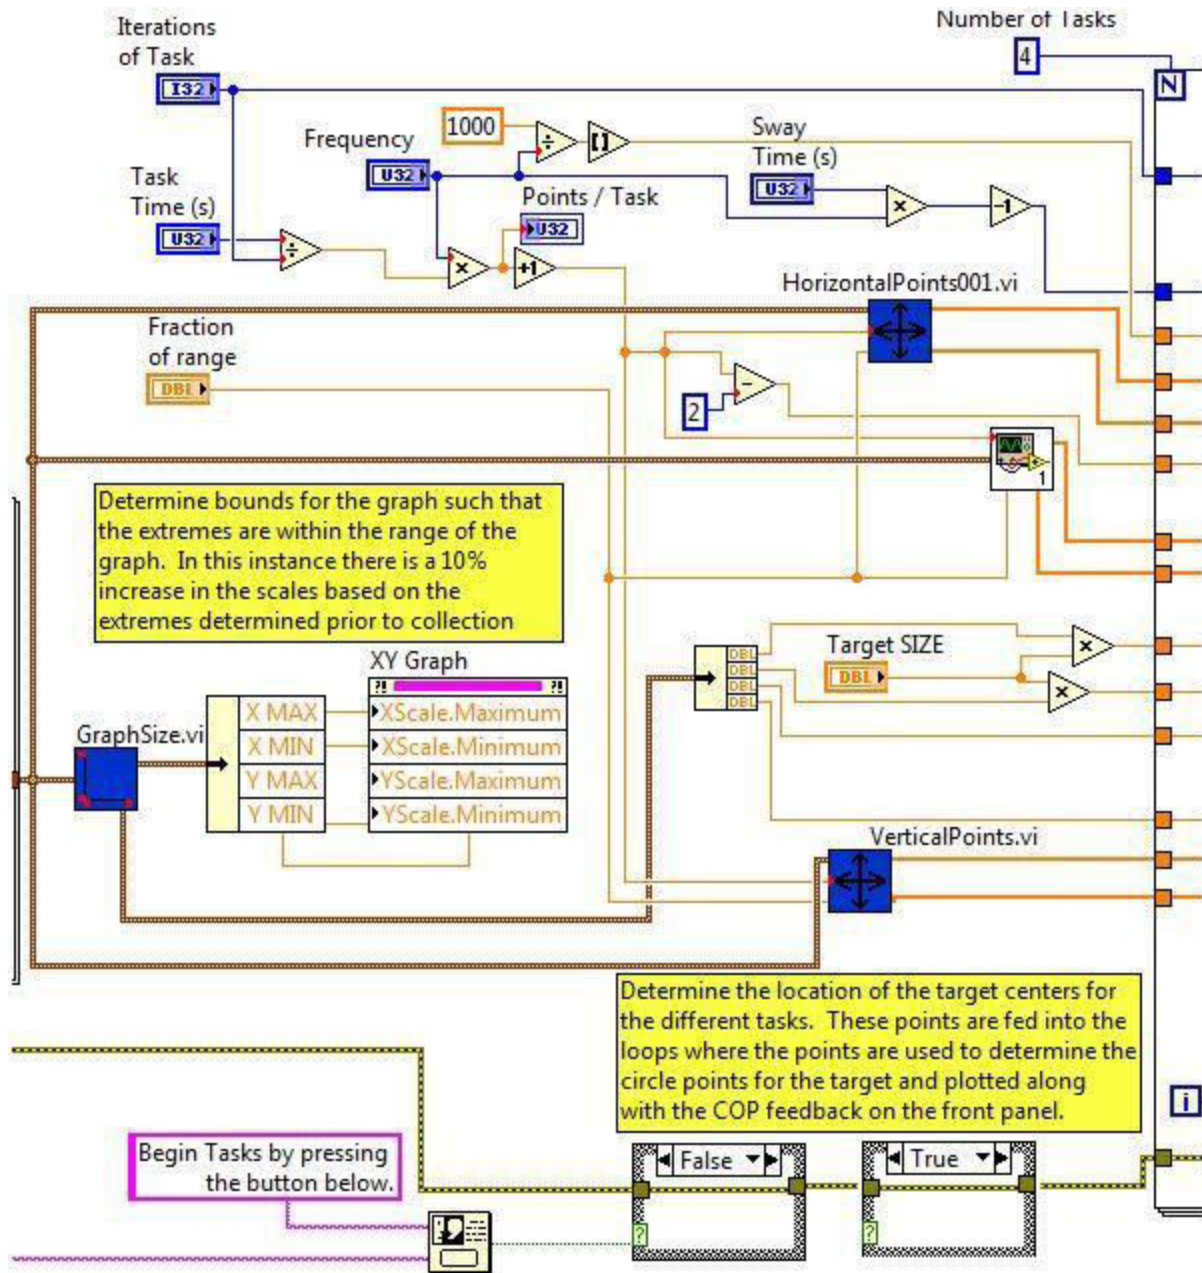 Iterations
of Task
I32
Number of Tasks
4
N
Frequency
U32
1000
÷
[ ]
Sway
Time (s)
U32
×
-1
Task
Time (s)
U32
÷
Points / Task
U32
×
+1
HorizontalPoints001.vi
Fraction
of range
DBL
-
2
1
Determine bounds for the graph such that
the extremes are within the range of the
graph.  In this instance there is a 10%
increase in the scales based on the
extremes determined prior to collection
DBL
DBL
DBL
DBL
Target SIZE
DBL
×
×
XY Graph
?!
?!
GraphSize.vi
X MAX
XScale.Maximum
X MIN
XScale.Minimum
Y MAX
YScale.Maximum
Y MIN
YScale.Minimum
VerticalPoints.vi
Determine the location of the target centers for
the different tasks.  These points are fed into the
loops where the points are used to determine the
circle points for the target and plotted along
with the COP feedback on the front panel.
i
Begin Tasks by pressing
the button below.
False
True
?
?